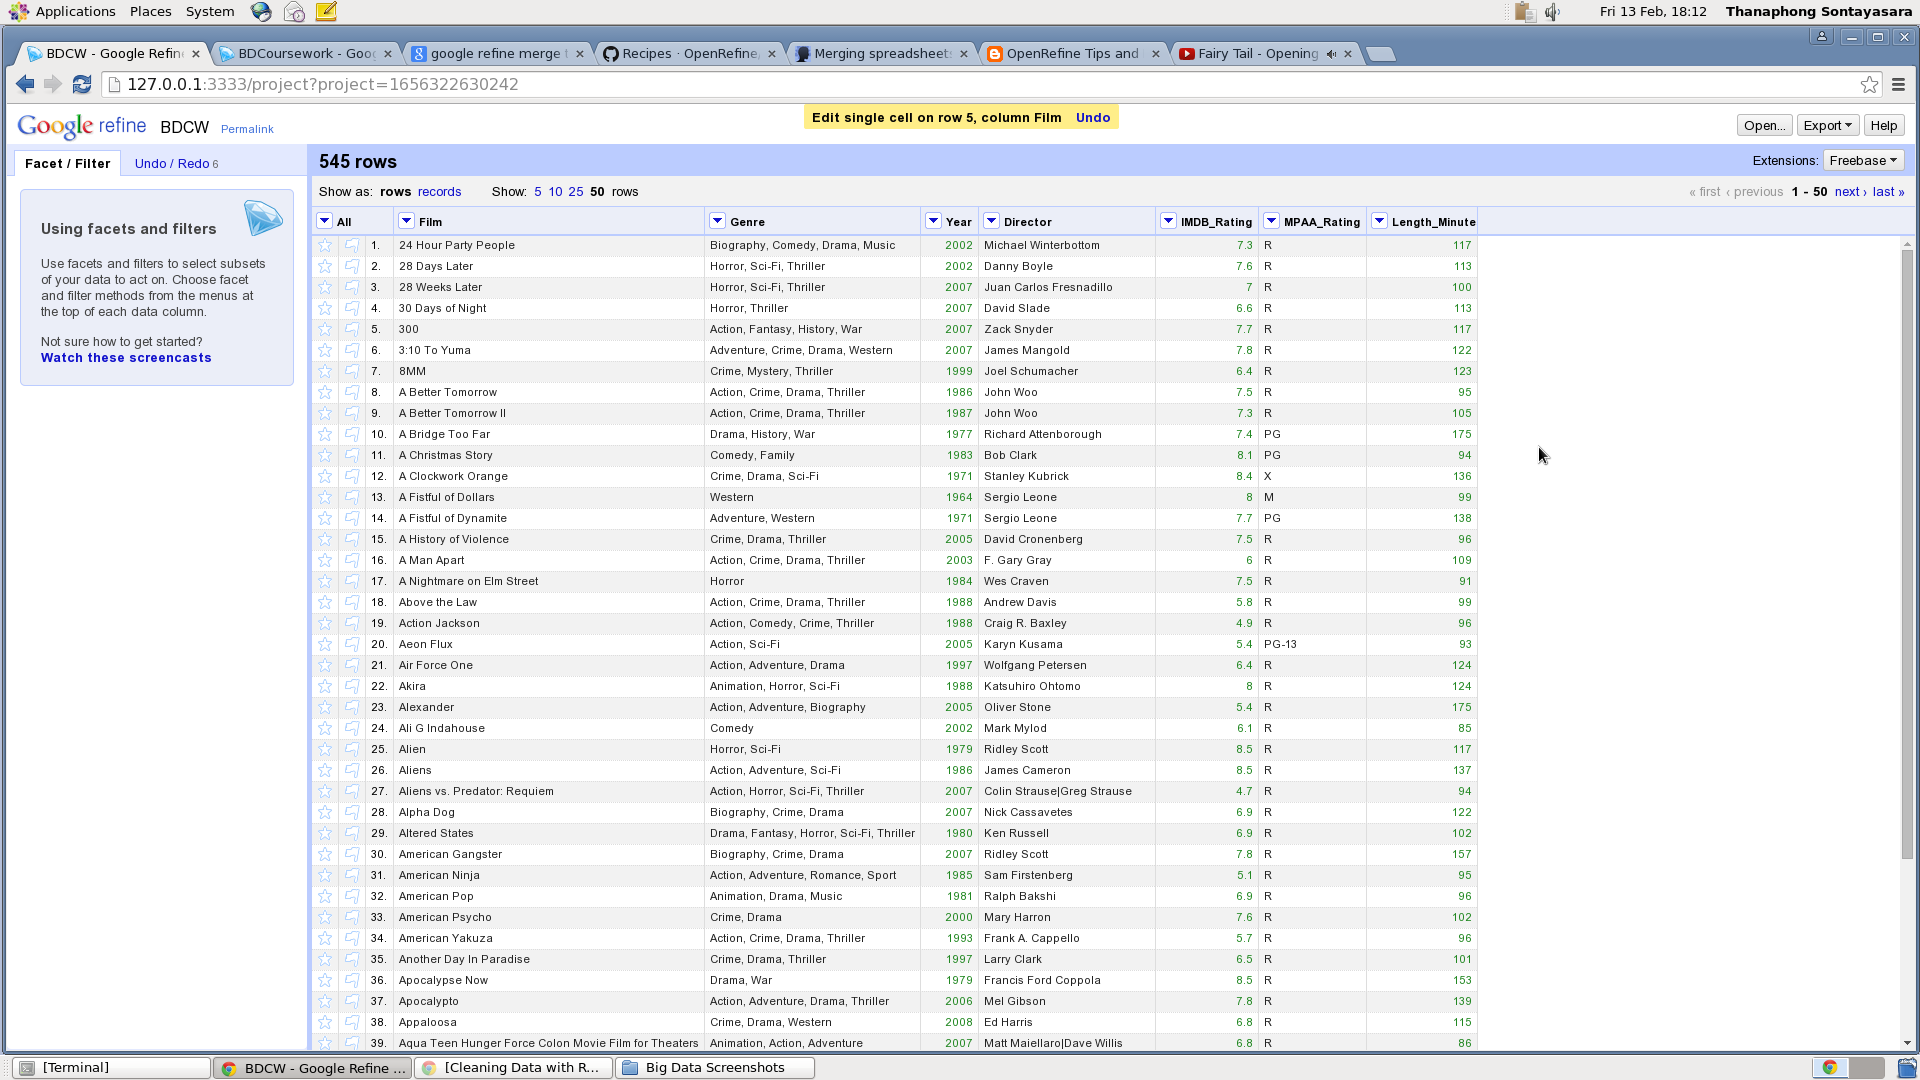 Applications Places System Fri 13 Feb, 18:12 Thanaphong Sontayasara
BDCW - Google Refin BDCoursework - Goog google refine merge t Recipes · OpenRefine Merging spreadsheet OpenRefine Tips and Fairy Tail - Opening
127.0.0.1:3333/project?project=1656322630242
Edit single cell on row 5, column Film Undo
Google refine BDCW Permalink Open... Export Help
Facet / Filter Undo / Redo 6 545 rows Extensions: Freebase
Show as: rows records Show: 5 10 25 50 rows « first ‹ previous 1 - 50 next › last »
Using facets and filters
Use facets and filters to select subsets
of your data to act on. Choose facet
and filter methods from the menus at
the top of each data column.
Not sure how to get started?
Watch these screencasts
All Film Genre Year Director IMDB_Rating MPAA_Rating Length_Minute
1. 24 Hour Party People Biography, Comedy, Drama, Music 2002 Michael Winterbottom 7.3 R 117
2. 28 Days Later Horror, Sci-Fi, Thriller 2002 Danny Boyle 7.6 R 113
3. 28 Weeks Later Horror, Sci-Fi, Thriller 2007 Juan Carlos Fresnadillo 7 R 100
4. 30 Days of Night Horror, Thriller 2007 David Slade 6.6 R 113
5. 300 Action, Fantasy, History, War 2007 Zack Snyder 7.7 R 117
6. 3:10 To Yuma Adventure, Crime, Drama, Western 2007 James Mangold 7.8 R 122
7. 8MM Crime, Mystery, Thriller 1999 Joel Schumacher 6.4 R 123
8. A Better Tomorrow Action, Crime, Drama, Thriller 1986 John Woo 7.5 R 95
9. A Better Tomorrow II Action, Crime, Drama, Thriller 1987 John Woo 7.3 R 105
10. A Bridge Too Far Drama, History, War 1977 Richard Attenborough 7.4 PG 175
11. A Christmas Story Comedy, Family 1983 Bob Clark 8.1 PG 94
12. A Clockwork Orange Crime, Drama, Sci-Fi 1971 Stanley Kubrick 8.4 X 136
13. A Fistful of Dollars Western 1964 Sergio Leone 8 M 99
14. A Fistful of Dynamite Adventure, Western 1971 Sergio Leone 7.7 PG 138
15. A History of Violence Crime, Drama, Thriller 2005 David Cronenberg 7.5 R 96
16. A Man Apart Action, Crime, Drama, Thriller 2003 F. Gary Gray 6 R 109
17. A Nightmare on Elm Street Horror 1984 Wes Craven 7.5 R 91
18. Above the Law Action, Crime, Drama, Thriller 1988 Andrew Davis 5.8 R 99
19. Action Jackson Action, Comedy, Crime, Thriller 1988 Craig R. Baxley 4.9 R 96
20. Aeon Flux Action, Sci-Fi 2005 Karyn Kusama 5.4 PG-13 93
21. Air Force One Action, Adventure, Drama 1997 Wolfgang Petersen 6.4 R 124
22. Akira Animation, Horror, Sci-Fi 1988 Katsuhiro Ohtomo 8 R 124
23. Alexander Action, Adventure, Biography 2005 Oliver Stone 5.4 R 175
24. Ali G Indahouse Comedy 2002 Mark Mylod 6.1 R 85
25. Alien Horror, Sci-Fi 1979 Ridley Scott 8.5 R 117
26. Aliens Action, Adventure, Sci-Fi 1986 James Cameron 8.5 R 137
27. Aliens vs. Predator: Requiem Action, Horror, Sci-Fi, Thriller 2007 Colin Strause|Greg Strause 4.7 R 94
28. Alpha Dog Biography, Crime, Drama 2007 Nick Cassavetes 6.9 R 122
29. Altered States Drama, Fantasy, Horror, Sci-Fi, Thriller 1980 Ken Russell 6.9 R 102
30. American Gangster Biography, Crime, Drama 2007 Ridley Scott 7.8 R 157
31. American Ninja Action, Adventure, Romance, Sport 1985 Sam Firstenberg 5.1 R 95
32. American Pop Animation, Drama, Music 1981 Ralph Bakshi 6.9 R 96
33. American Psycho Crime, Drama 2000 Mary Harron 7.6 R 102
34. American Yakuza Action, Crime, Drama, Thriller 1993 Frank A. Cappello 5.7 R 96
35. Another Day In Paradise Crime, Drama, Thriller 1997 Larry Clark 6.5 R 101
36. Apocalypse Now Drama, War 1979 Francis Ford Coppola 8.5 R 153
37. Apocalypto Action, Adventure, Drama, Thriller 2006 Mel Gibson 7.8 R 139
38. Appaloosa Crime, Drama, Western 2008 Ed Harris 6.8 R 115
39. Aqua Teen Hunger Force Colon Movie Film for Theaters Animation, Action, Adventure 2007 Matt Maiellaro|Dave Willis 6.8 R 86
[Terminal] BDCW - Google Refine ... [Cleaning Data with R... Big Data Screenshots